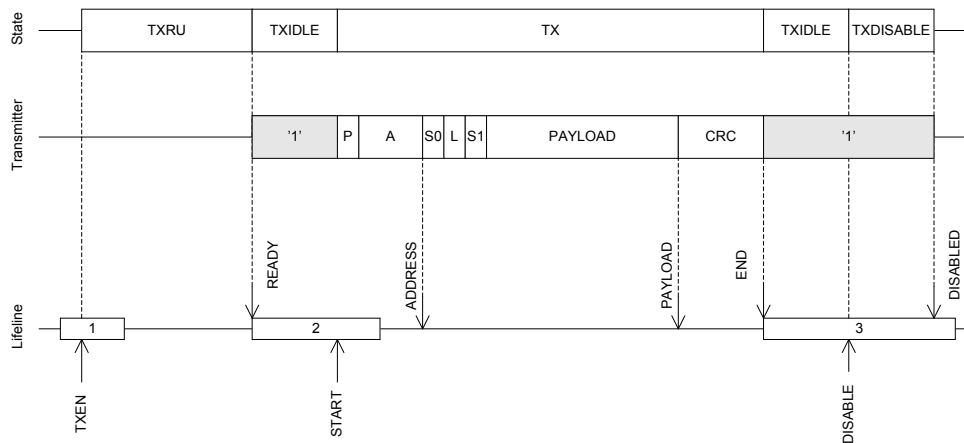 State
TXRU
TXIDLE
TX
TXIDLE
TXDISABLE
Transmitter
’1’
P
A
S0
L
S1
PAYLOAD
CRC
’1’
READY
ADDRESS
PAYLOAD
END
DISABLED
Lifeline
1
2
3
TXEN
START
DISABLE